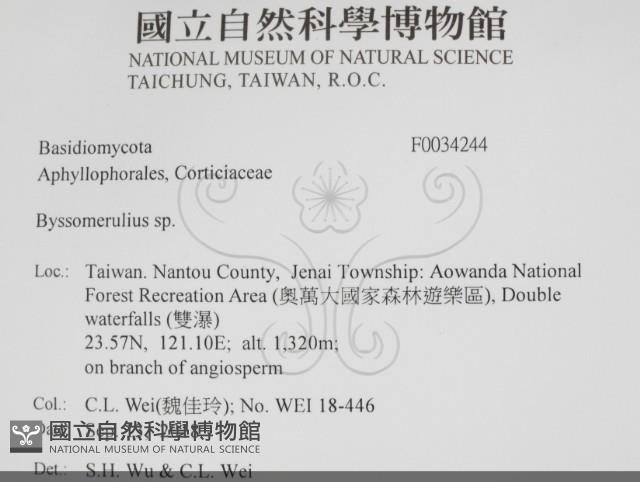 國立自然科學博物館
NATIONAL MUSEUM OF NATURAL SCIENCE
TAICHUNG, TAIWAN, R.O.C.
Basidiomycota F0034244
Aphyllophorales, Corticiaceae
Byssomerulius sp.
Loc.: Taiwan. Nantou County, Jenai Township: Aowanda National
Forest Recreation Area (奧萬大國家森林遊樂區), Double
waterfalls (雙瀑)
23.57N, 121.10E; alt. 1,320m;
on branch of angiosperm
Col.: C.L. Wei(魏佳玲); No. WEI 18-446
國立自然科學博物館
NATIONAL MUSEUM OF NATURAL SCIENCE
Det.: S.H. Wu & C.L. Wei